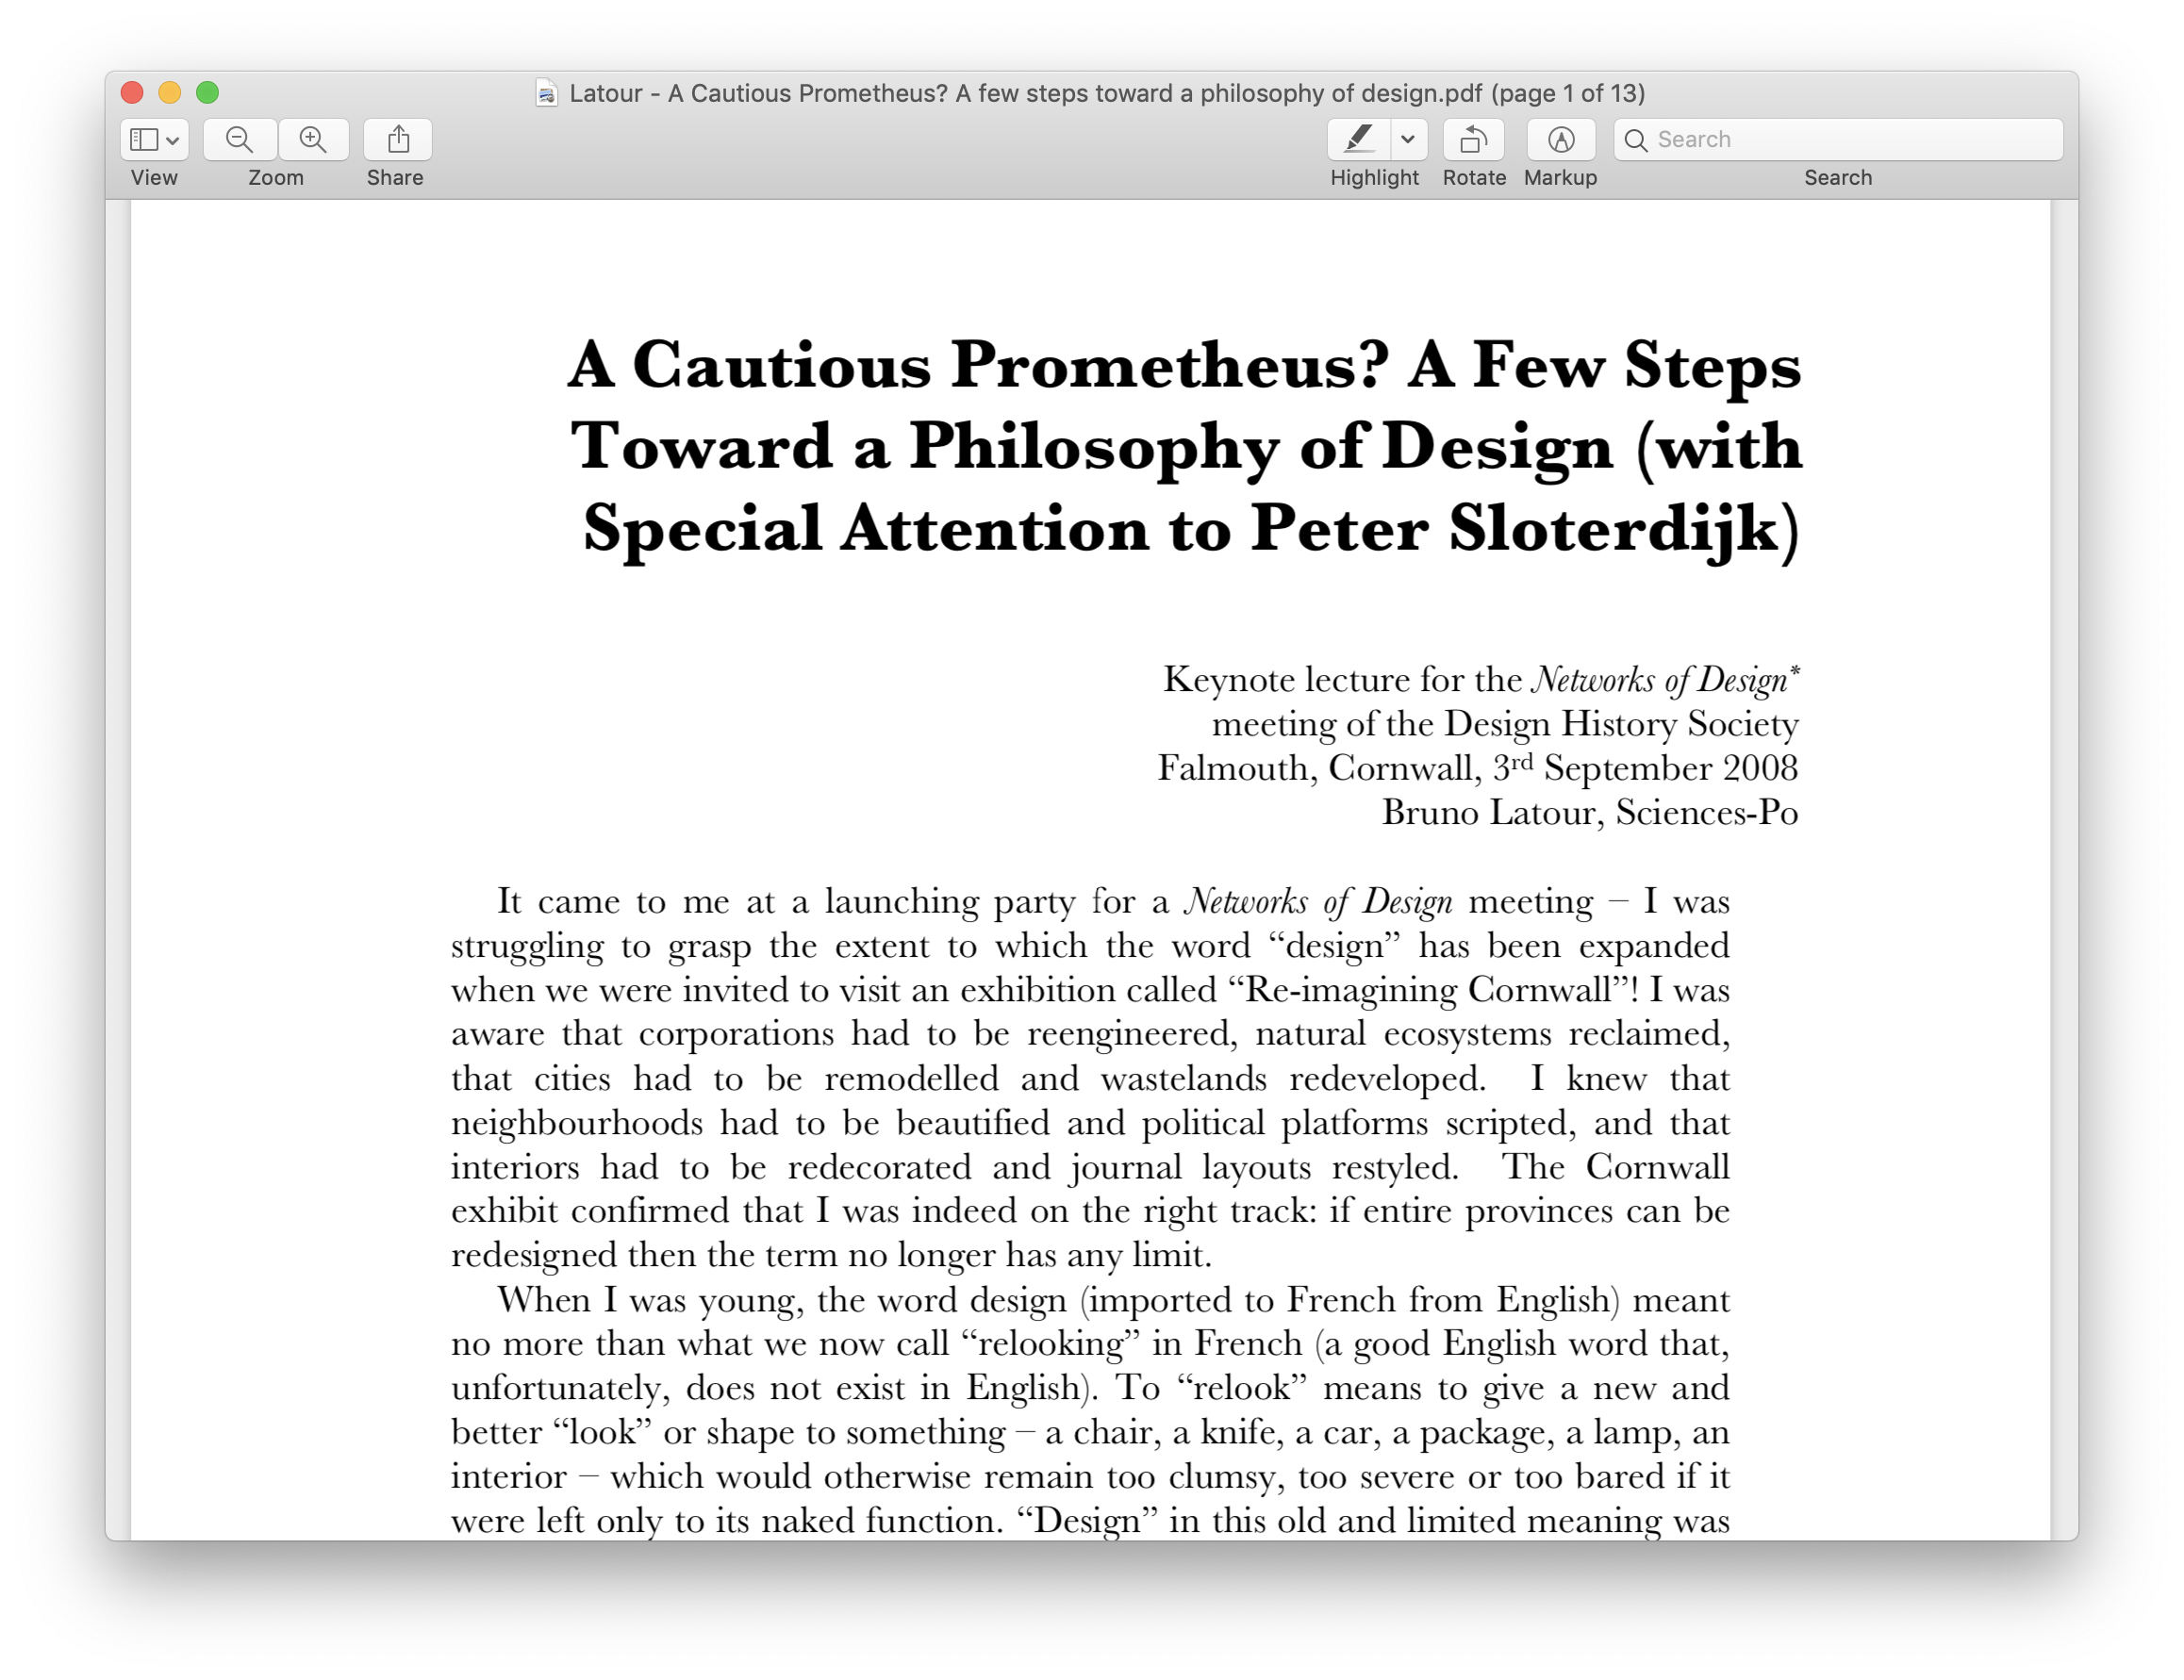 Latour - A Cautious Prometheus? A few steps toward a philosophy of design.pdf (page 1 of 13)
Search
View Zoom Share Highlight Rotate Markup Search
A Cautious Prometheus? A Few Steps
Toward a Philosophy of Design (with
Special Attention to Peter Sloterdijk)
Keynote lecture for the Networks of Design*
meeting of the Design History Society
Falmouth, Cornwall, 3rd September 2008
Bruno Latour, Sciences-Po
It came to me at a launching party for a Networks of Design meeting – I was
struggling to grasp the extent to which the word “design” has been expanded
when we were invited to visit an exhibition called “Re-imagining Cornwall”! I was
aware that corporations had to be reengineered, natural ecosystems reclaimed,
that cities had to be remodelled and wastelands redeveloped.  I knew that
neighbourhoods had to be beautified and political platforms scripted, and that
interiors had to be redecorated and journal layouts restyled.  The Cornwall
exhibit confirmed that I was indeed on the right track: if entire provinces can be
redesigned then the term no longer has any limit.
When I was young, the word design (imported to French from English) meant
no more than what we now call “relooking” in French (a good English word that,
unfortunately, does not exist in English). To “relook” means to give a new and
better “look” or shape to something – a chair, a knife, a car, a package, a lamp, an
interior – which would otherwise remain too clumsy, too severe or too bared if it
were left only to its naked function. “Design” in this old and limited meaning was